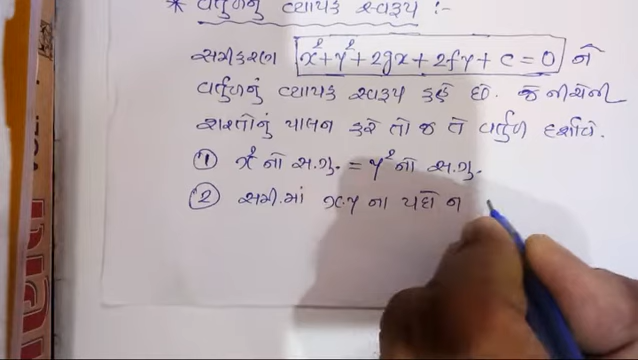 * વર્તુળનું વ્યાપક સ્વરૂપ :-
સમીકરણ x²+y²+2gx+2fy+c=0 ને
વર્તુળનું વ્યાપક સ્વરૂપ કહે છે. જે નીચેની
શરતોનું પાલન કરે તો જ તે વર્તુળ દર્શાવે.
① x² નો સ.ગુ. = y² નો સ.ગુ.
② સમી.માં x.y ના પદો ન